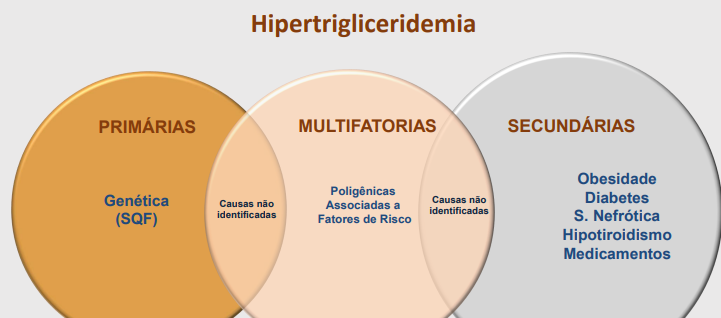 Hipertrigliceridemia
PRIMÁRIAS
Genética
(SQF)
Causas não
identificadas
MULTIFATORIAS
Poligênicas
Associadas a
Fatores de Risco
Causas não
identificadas
SECUNDÁRIAS
Obesidade
Diabetes
S. Nefrótica
Hipotiroidismo
Medicamentos